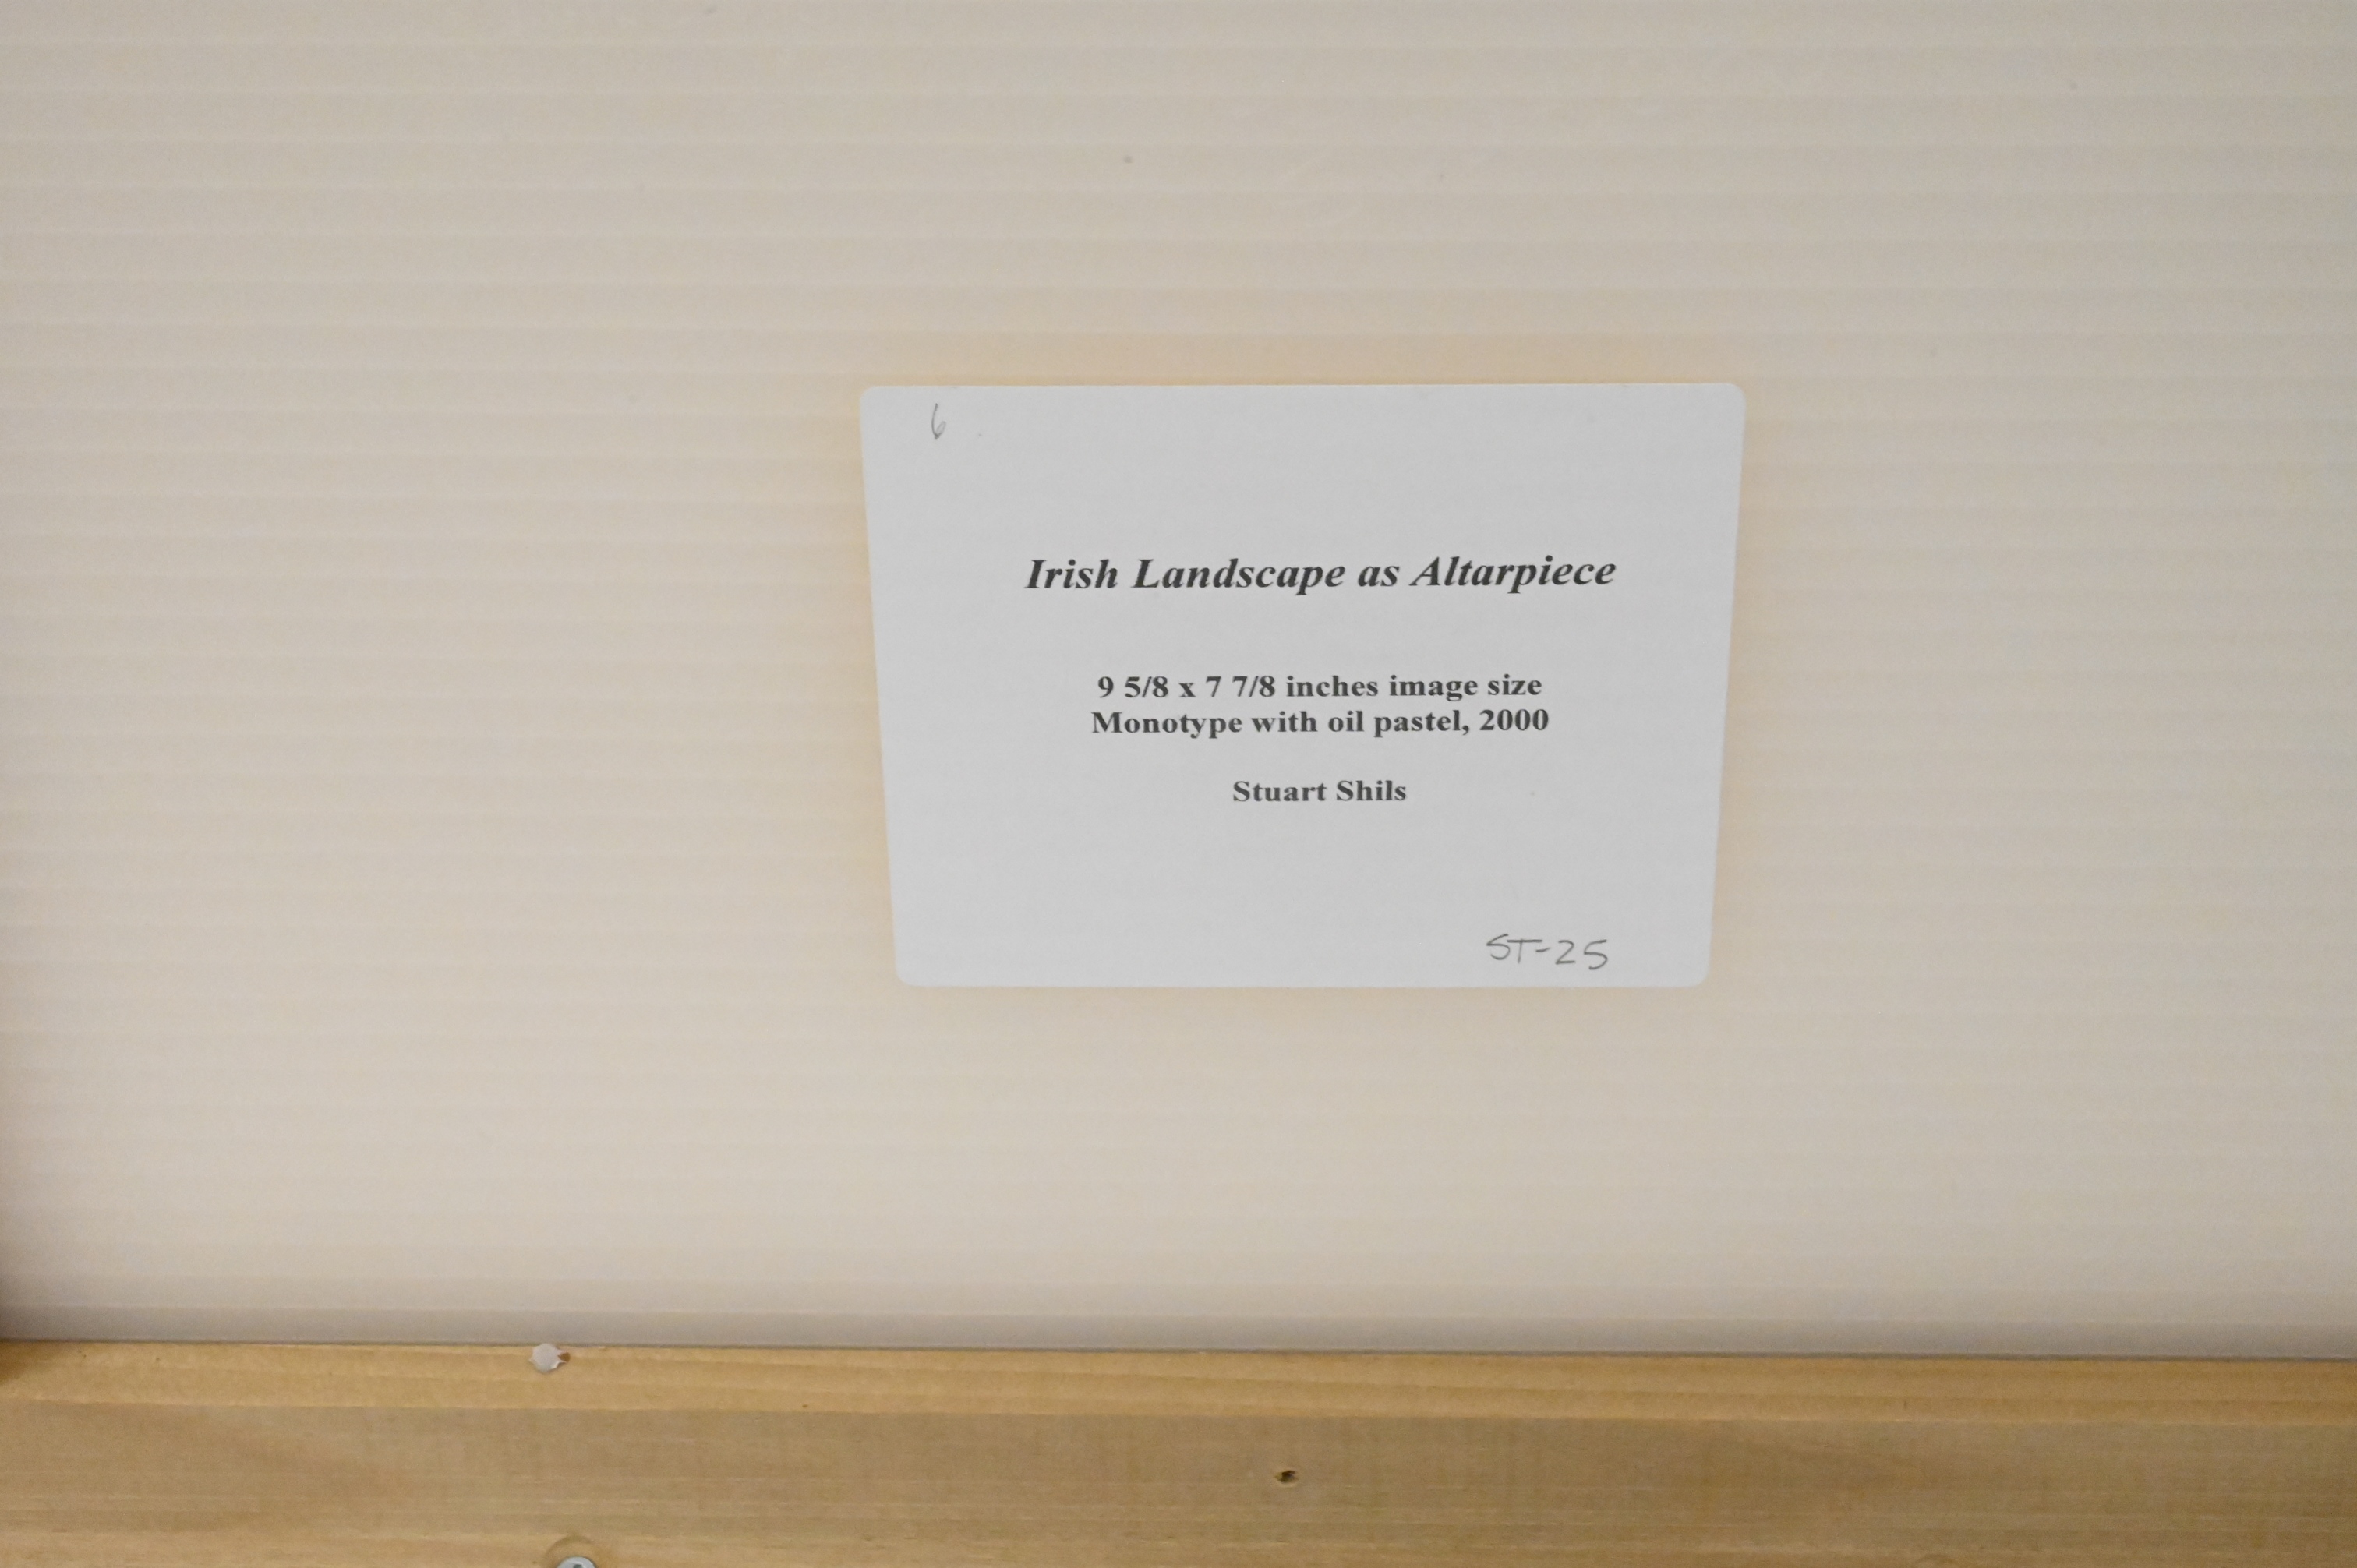 6
Irish Landscape as Altarpiece
9 5/8 x 7 7/8 inches image size
Monotype with oil pastel, 2000
Stuart Shils
ST-25